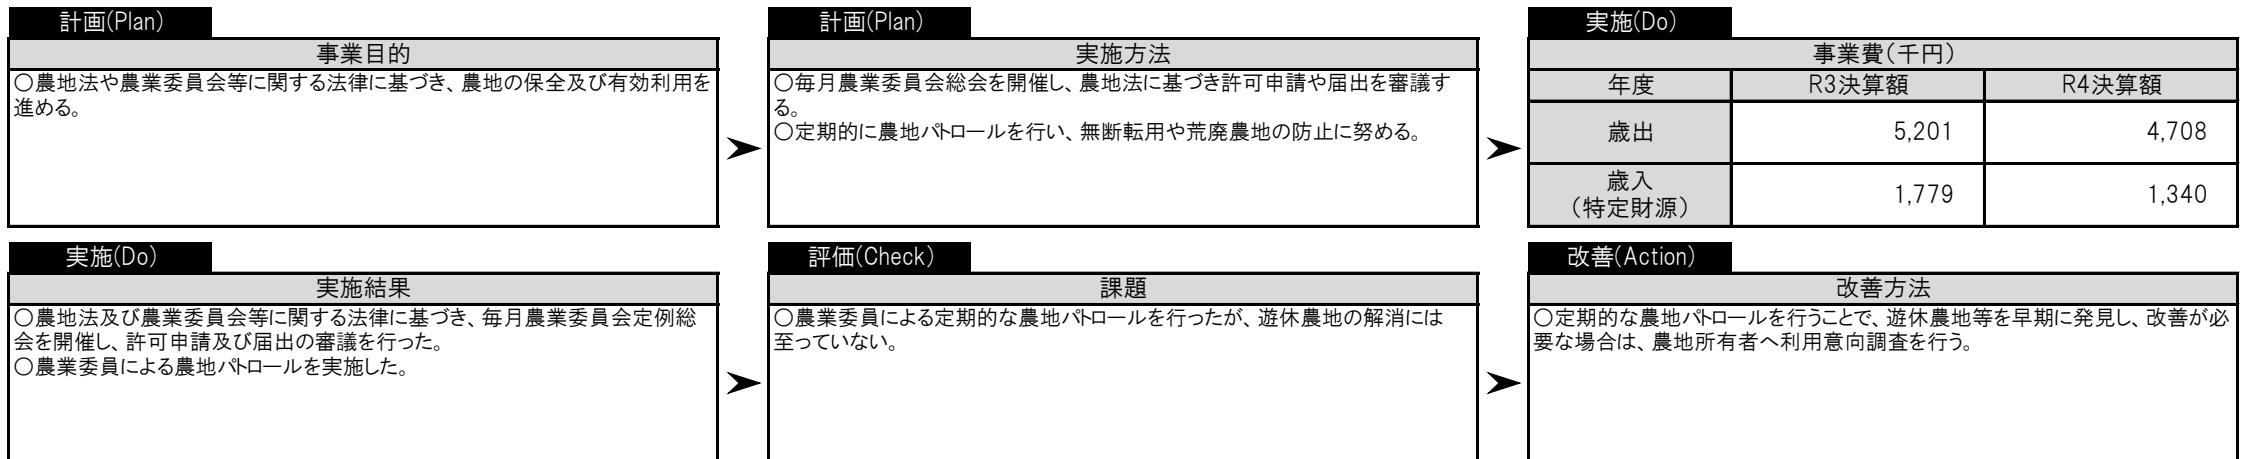 計画(Plan)
事業目的
○農地法や農業委員会等に関する法律に基づき、農地の保全及び有効利用を
進める。
計画(Plan)
実施方法
○毎月農業委員会総会を開催し、農地法に基づき許可申請や届出を審議す
る。
○定期的に農地パトロールを行い、無断転用や荒廃農地の防止に努める。
実施(Do)
事業費(千円)
年度 R3決算額 R4決算額
歳出 5,201 4,708
歳入
(特定財源) 1,779 1,340
実施(Do)
実施結果
○農地法及び農業委員会等に関する法律に基づき、毎月農業委員会定例総
会を開催し、許可申請及び届出の審議を行った。
○農業委員による農地パトロールを実施した。
評価(Check)
課題
○農業委員による定期的な農地パトロールを行ったが、遊休農地の解消には
至っていない。
改善(Action)
改善方法
○定期的な農地パトロールを行うことで、遊休農地等を早期に発見し、改善が必
要な場合は、農地所有者へ利用意向調査を行う。